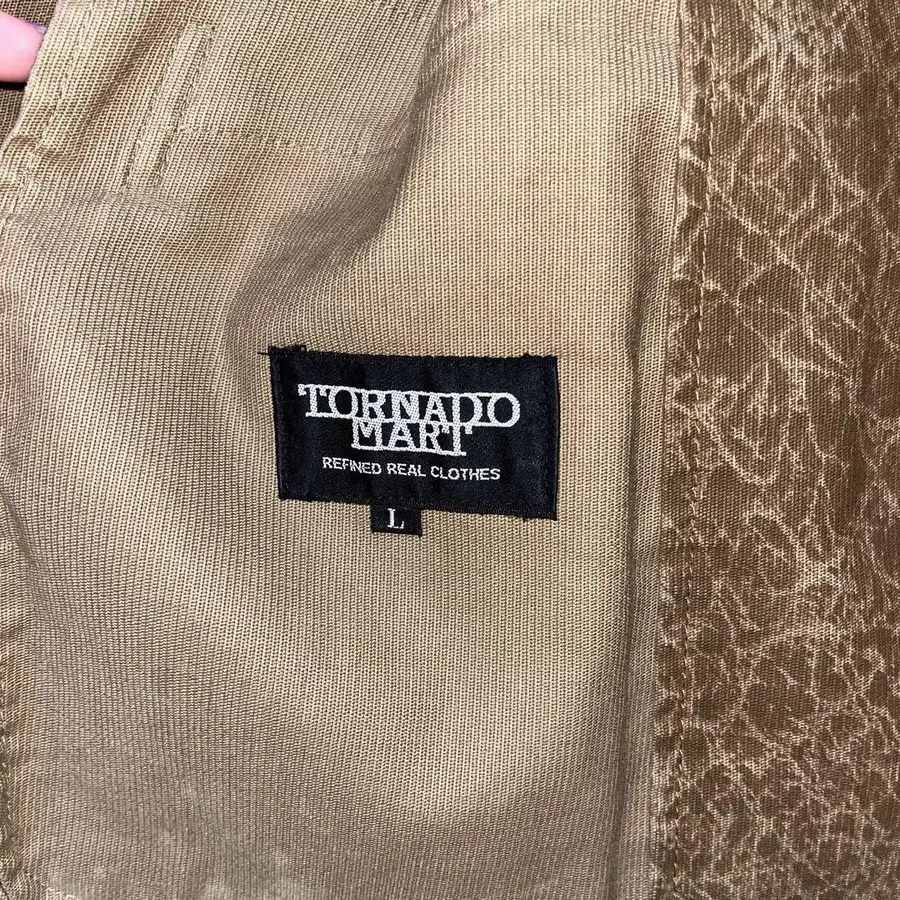 TORNADO
MART
REFINED REAL CLOTHES
L